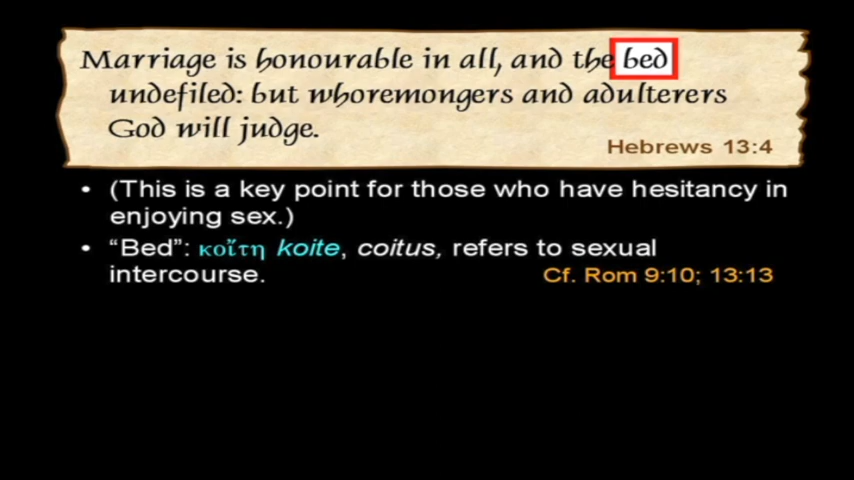 Marriage is honourable in all, and the bed
undefiled: but whoremongers and adulterers
God will judge.
Hebrews 13:4
• (This is a key point for those who have hesitancy in
enjoying sex.)
• “Bed”: κοἴτη koite, coitus, refers to sexual
intercourse.
Cf. Rom 9:10; 13:13